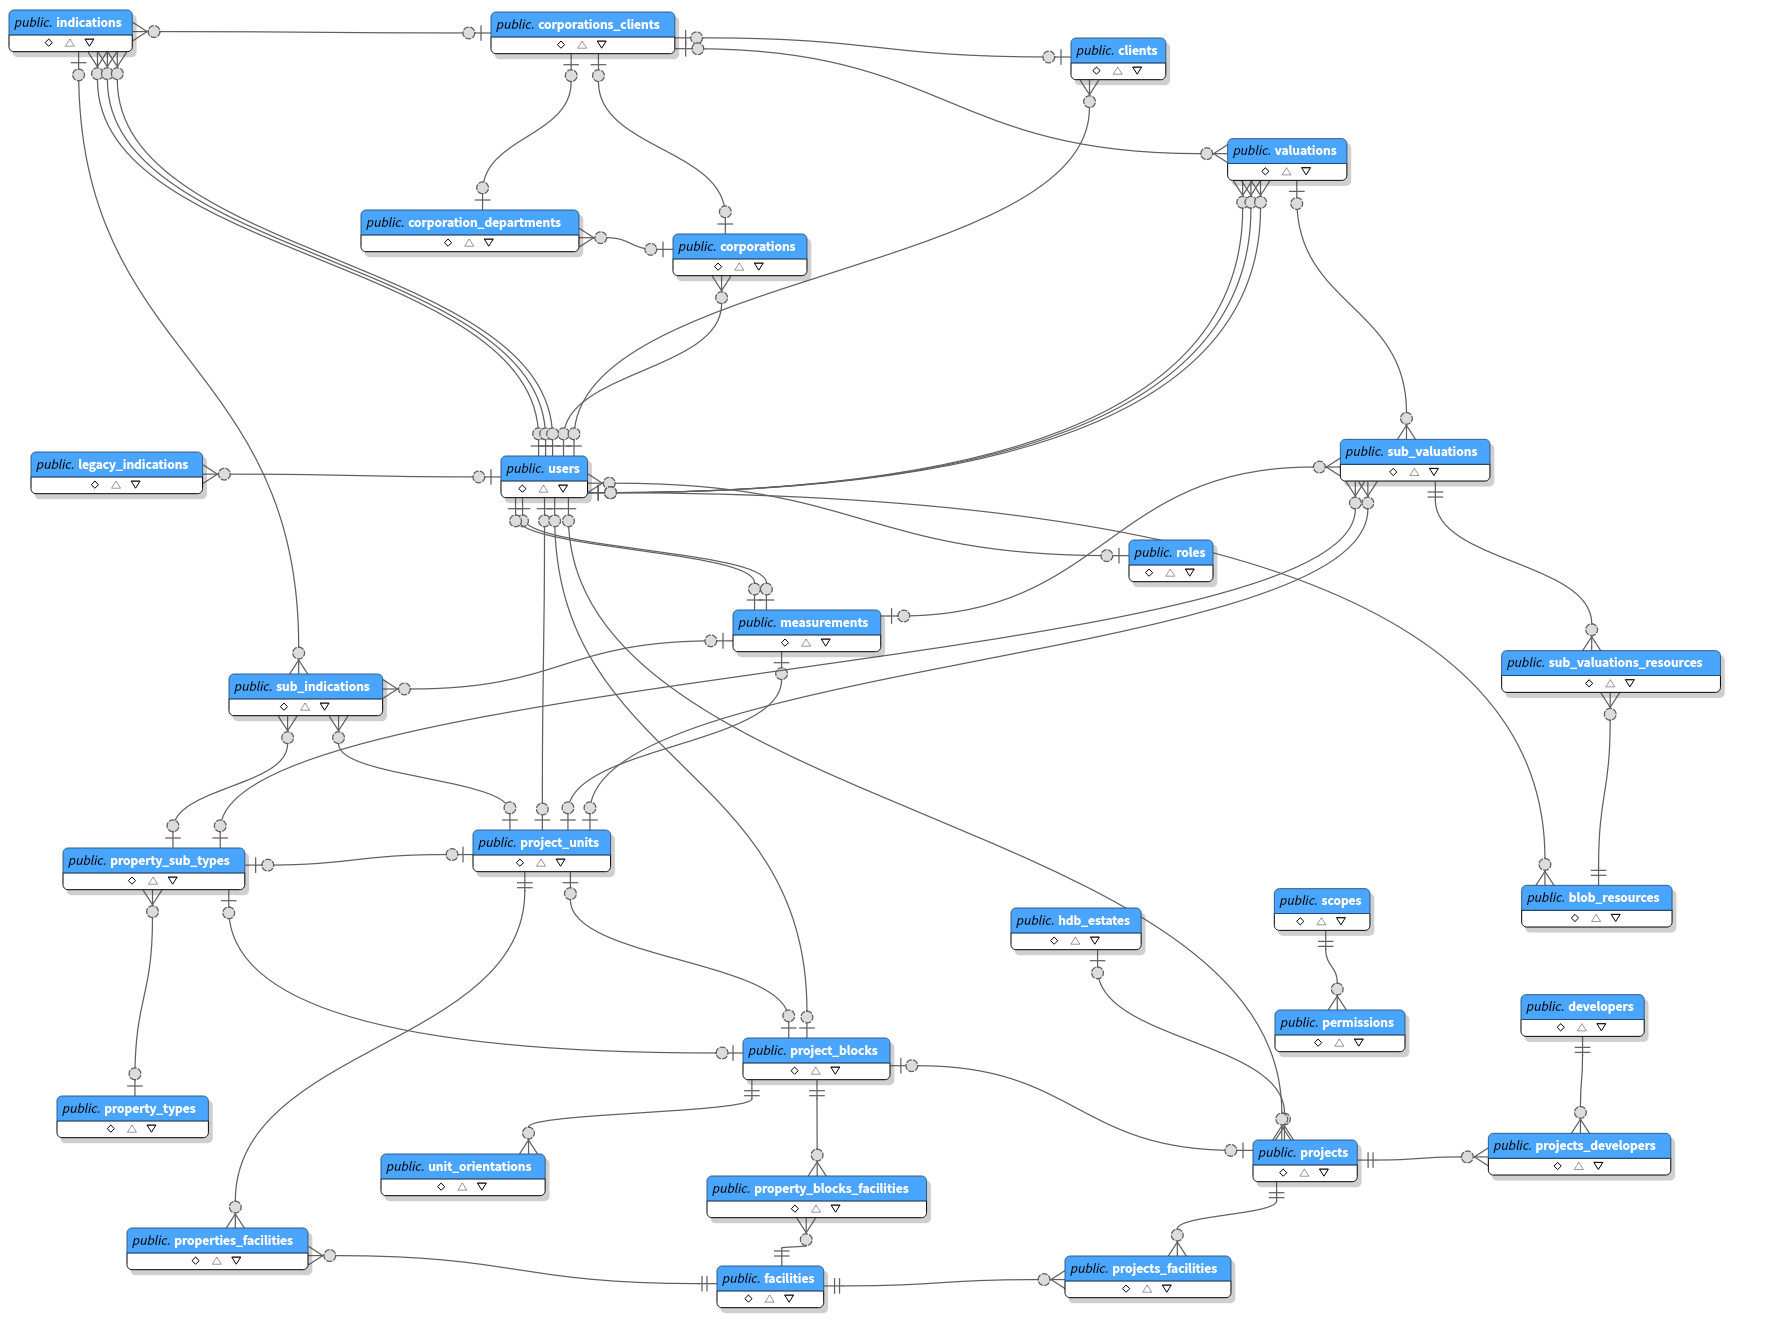 public. indications
public. corporations_clients
public. clients
public. valuations
public. corporation_departments
public. corporations
public. legacy_indications
public. users
public. sub_valuations
public. roles
public. measurements
public. sub_valuations_resources
public. sub_indications
public. project_units
public. property_sub_types
public. blob_resources
public. hdb_estates
public. scopes
public. developers
public. permissions
public. project_blocks
public. property_types
public. projects
public. projects_developers
public. unit_orientations
public. property_blocks_facilities
public. properties_facilities
public. facilities
public. projects_facilities